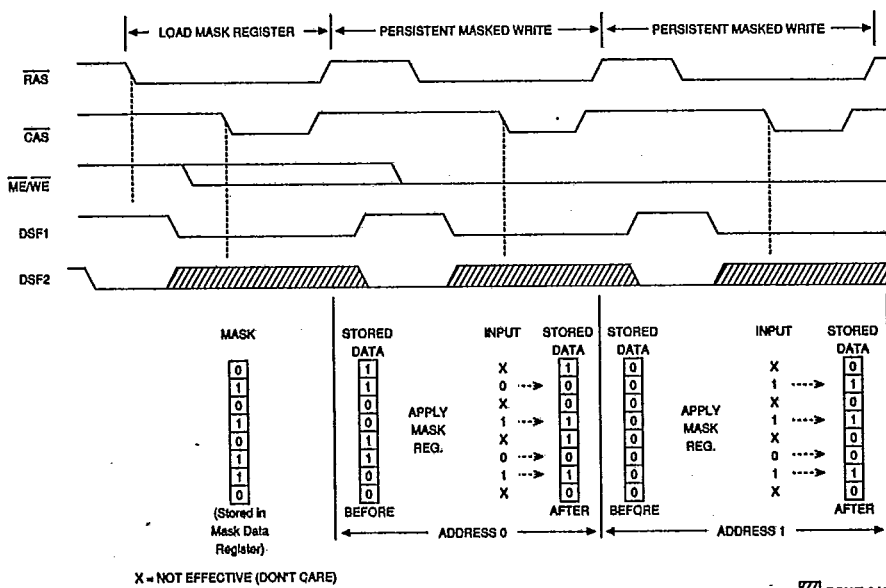 LOAD MASK REGISTER PERSISTENT MASKED WRITE PERSISTENT MASKED WRITE
RAS
CAS
ME/WE
DSF1
DSF2
MASK STORED DATA INPUT STORED DATA STORED DATA INPUT STORED DATA
0 1 X 1 0 X 0
1 1 0 0 0 1 1
0 0 X 0 0 X 0
1 0 1 1 0 1 1
0 1 X 1 0 X 0
1 1 0 0 0 0 0
1 0 1 1 0 1 1
0 0 X 0 0 X 0
APPLY MASK REG.
APPLY MASK REG.
(Stored in
Mask Data
Register)
BEFORE AFTER BEFORE AFTER
ADDRESS 0 ADDRESS 1
X = NOT EFFECTIVE (DON'T CARE)